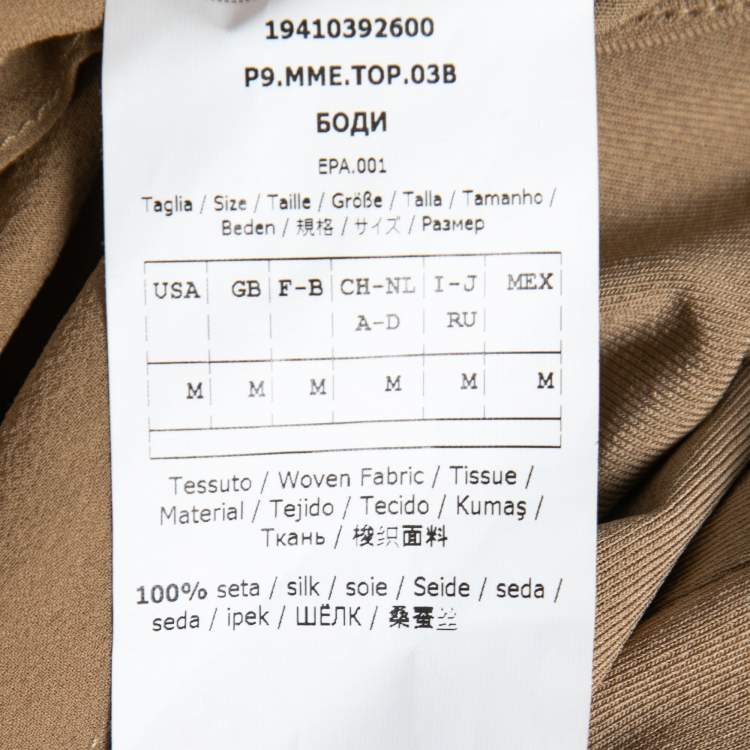 19410392600
P9.MME.TOP.03B
БОДИ
EPA.001
Taglia / Size / Taille / Größe / Talla / Tamanho /
Beden / 規格 / サイズ / Размер
USA GB F-B CH-NL I-J MEX
A-D RU
M M M M M M
Tessuto / Woven Fabric / Tissue /
Material / Tejido / Tecido / Kumaş /
Ткань / 梭织面料
100% seta / silk / soie / Seide / seda /
seda / ipek / ШЁЛК / 桑蚕丝